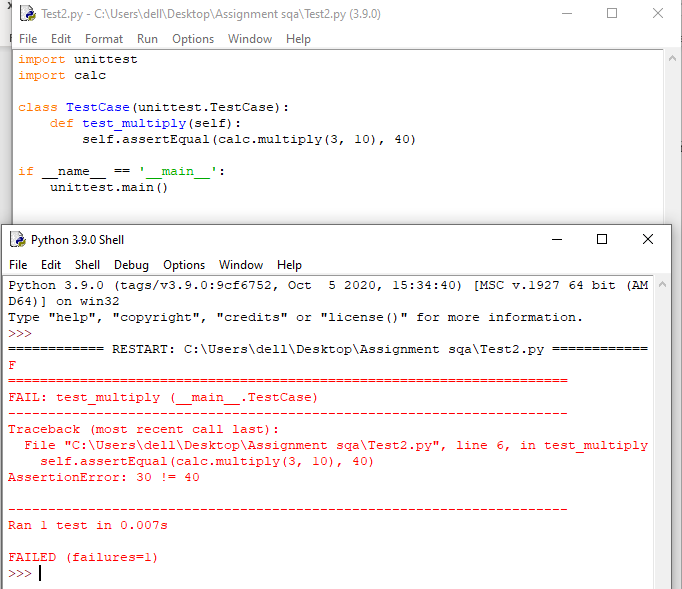 Test2.py - C:\Users\dell\Desktop\Assignment sqa\Test2.py (3.9.0)
File Edit Format Run Options Window Help
import unittest
import calc
class TestCase(unittest.TestCase):
    def test_multiply(self):
        self.assertEqual(calc.multiply(3, 10), 40)
if __name__ == '__main__':
    unittest.main()
Python 3.9.0 Shell
File Edit Shell Debug Options Window Help
Python 3.9.0 (tags/v3.9.0:9cf6752, Oct  5 2020, 15:34:40) [MSC v.1927 64 bit (AM
D64)] on win32
Type "help", "copyright", "credits" or "license()" for more information.
>>>
============ RESTART: C:\Users\dell\Desktop\Assignment sqa\Test2.py ============
F
======================================================================
FAIL: test_multiply (__main__.TestCase)
----------------------------------------------------------------------
Traceback (most recent call last):
  File "C:\Users\dell\Desktop\Assignment sqa\Test2.py", line 6, in test_multiply
    self.assertEqual(calc.multiply(3, 10), 40)
AssertionError: 30 != 40
----------------------------------------------------------------------
Ran 1 test in 0.007s
FAILED (failures=1)
>>>